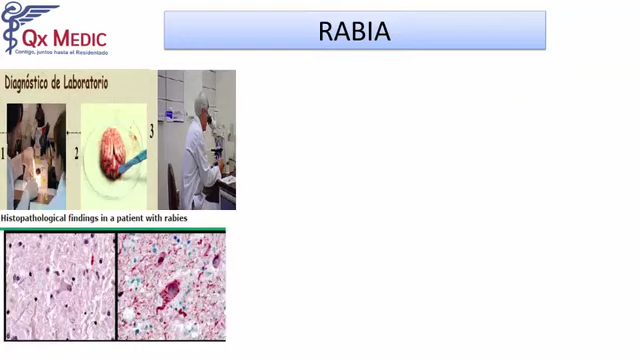 Qx MEDIC
Contigo, juntos hasta el Residentado
RABIA
Diagnóstico de Laboratorio
1
2
3
Histopathological findings in a patient with rabies